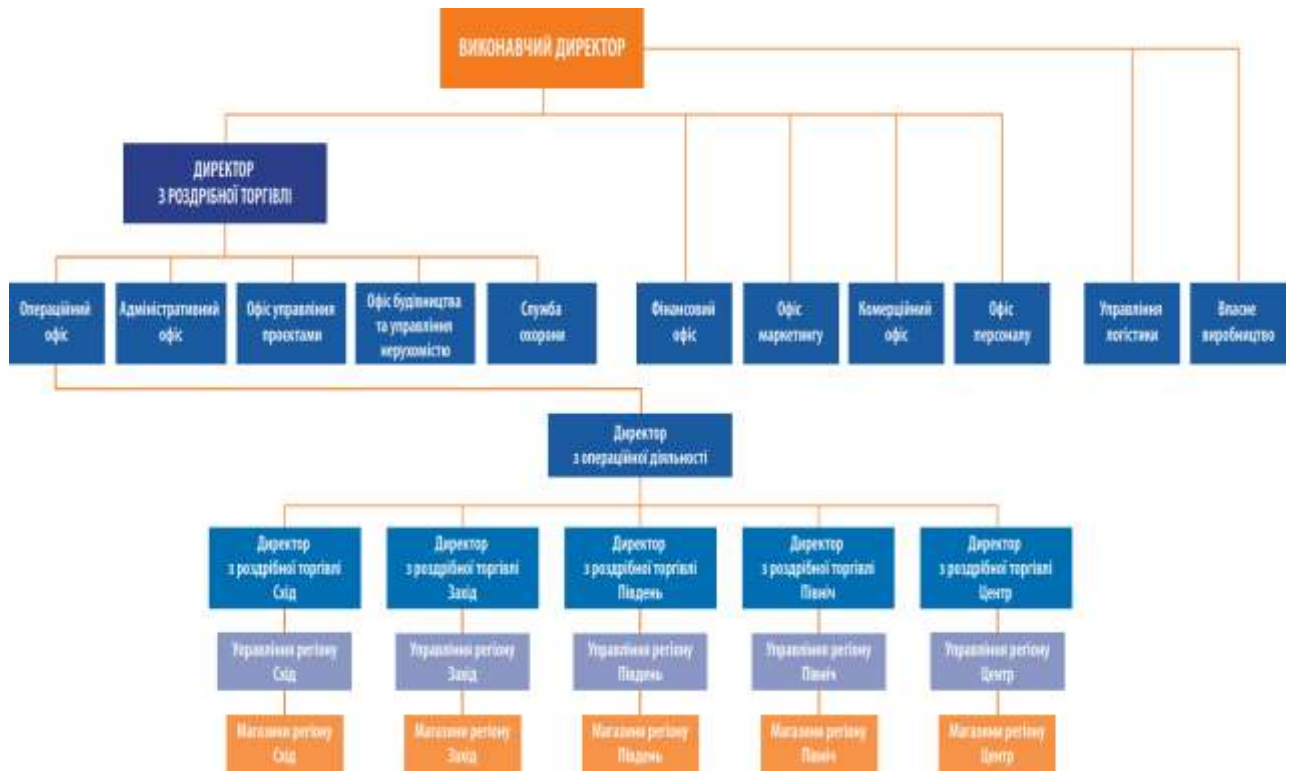 ВИКОНАВЧИЙ ДИРЕКТОР
ДИРЕКТОР
З РОЗДРІБНОЇ ТОРГІВЛІ
Операційний
офіс
Адміністративний
офіс
Офіс управління
проєктами
Офіс будівництва
та управління
нерухомістю
Служба
охорони
Фінансовий
офіс
Офіс
маркетингу
Комерційний
офіс
Офіс
персоналу
Управління
логістики
Власне
виробництво
Директор
з операційної діяльності
Директор
з роздрібної торгівлі
Схід
Директор
з роздрібної торгівлі
Захід
Директор
з роздрібної торгівлі
Південь
Директор
з роздрібної торгівлі
Північ
Директор
з роздрібної торгівлі
Центр
Управління регіону
Схід
Управління регіону
Захід
Управління регіону
Південь
Управління регіону
Північ
Управління регіону
Центр
Магазини регіону
Схід
Магазини регіону
Захід
Магазини регіону
Південь
Магазини регіону
Північ
Магазини регіону
Центр